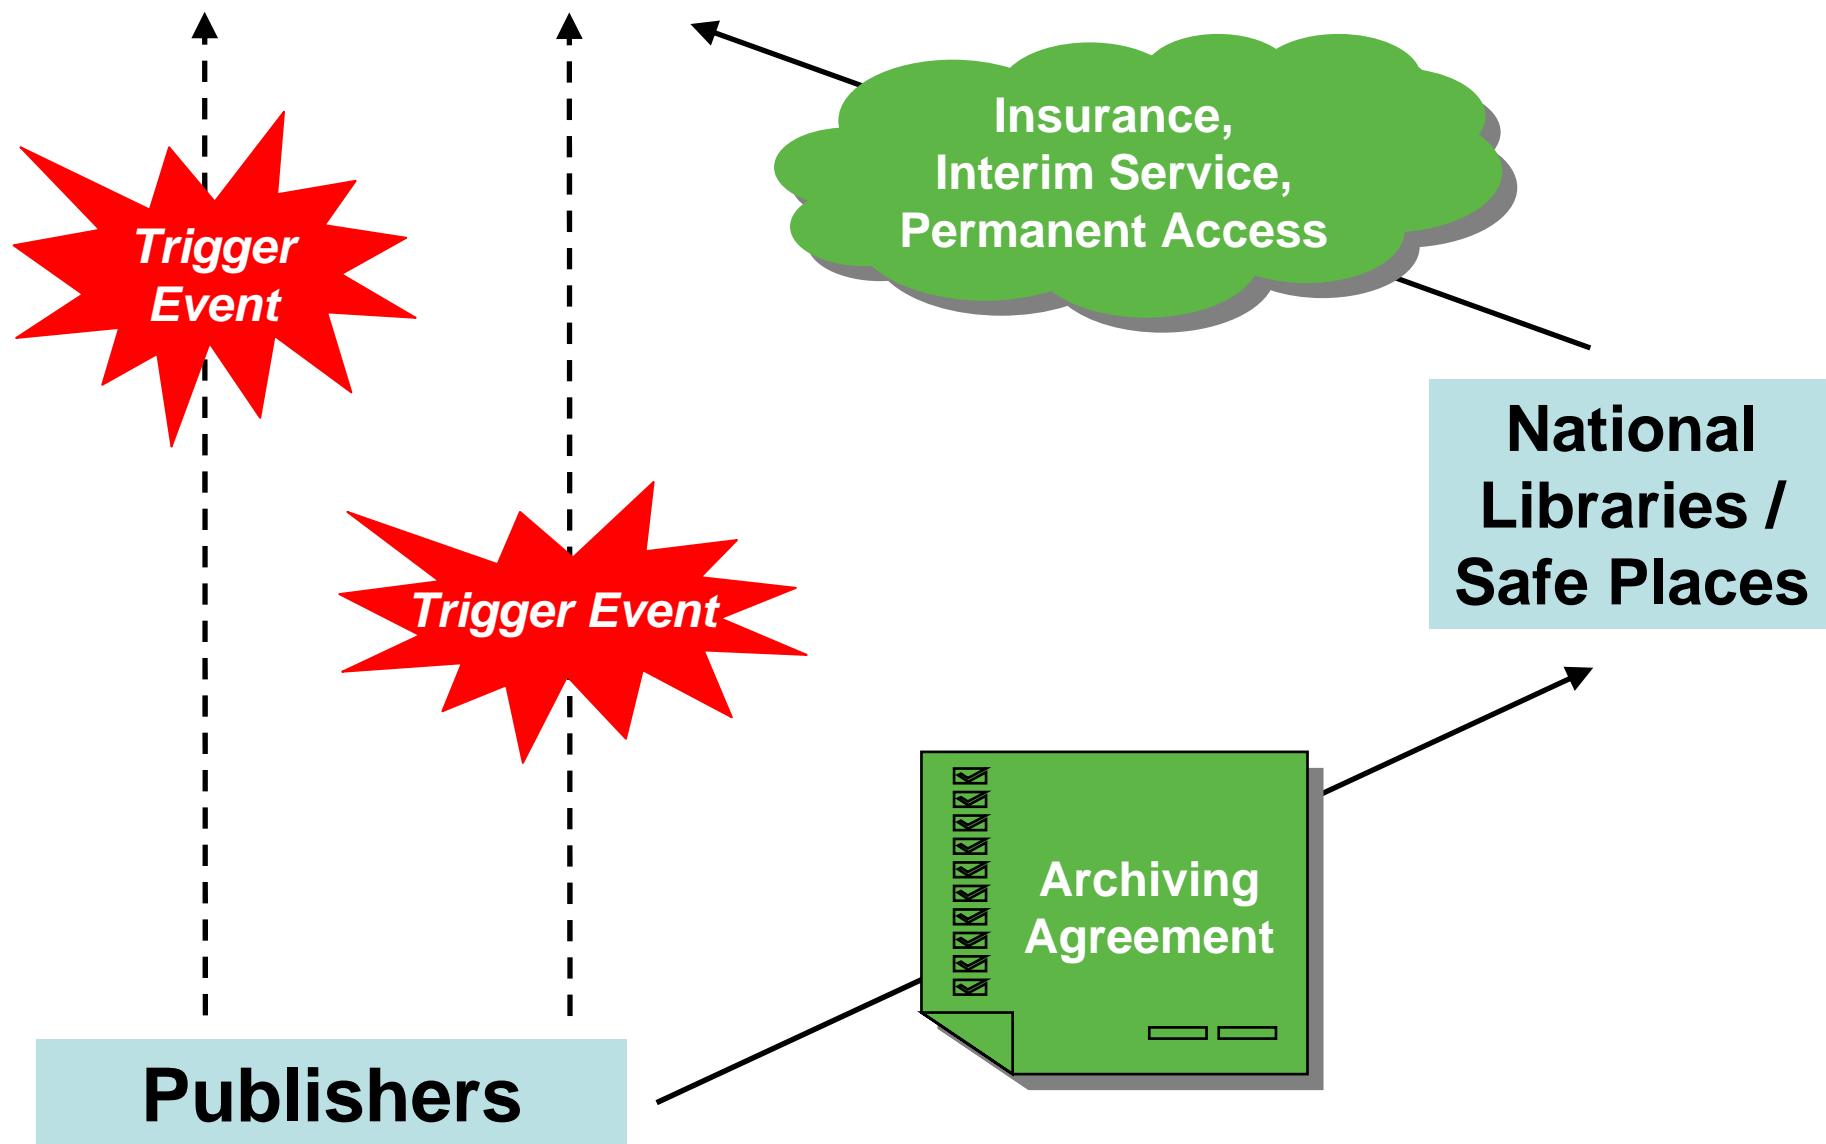 Insurance,
Interim Service,
Permanent Access
Trigger
Event
National
Libraries /
Safe Places
Trigger Event
Archiving
Agreement
Publishers